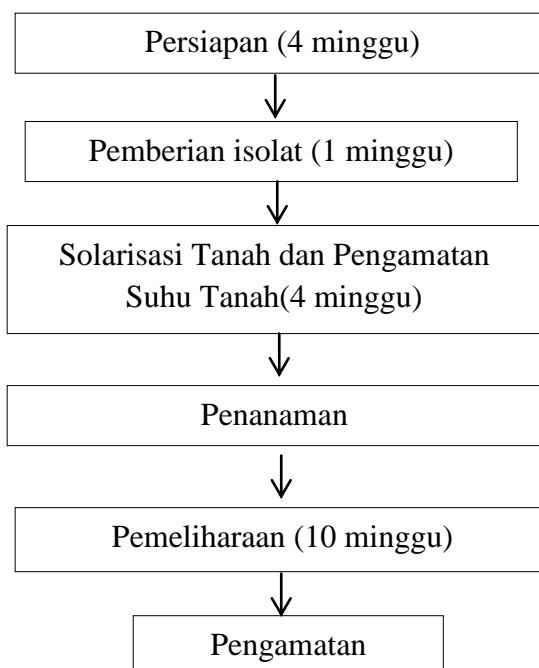 Persiapan (4 minggu)
Pemberian isolat (1 minggu)
Solarisasi Tanah dan Pengamatan
Suhu Tanah(4 minggu)
Penanaman
Pemeliharaan (10 minggu)
Pengamatan